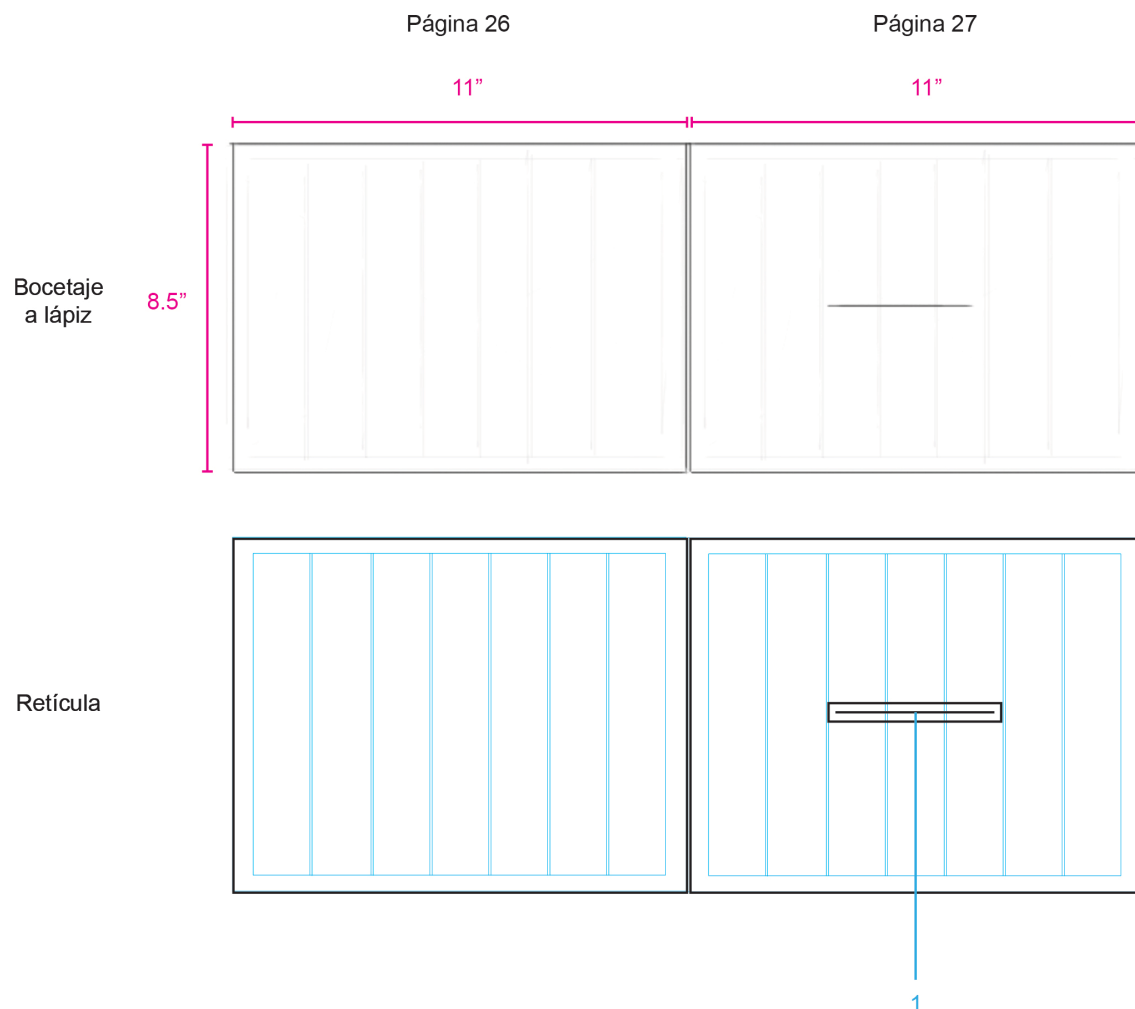 Página 26
Página 27
11”
11”
Bocetaje
a lápiz
8.5”
Retícula
1